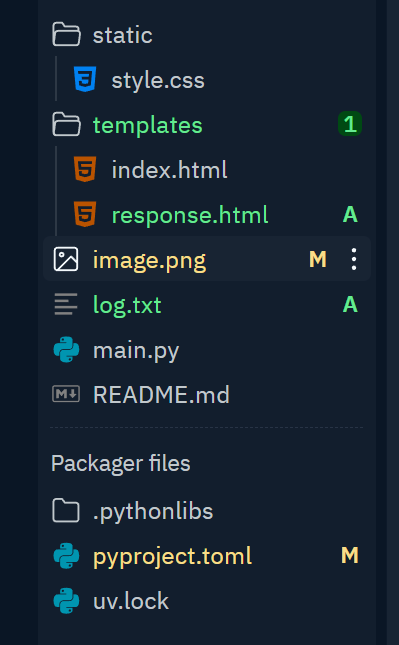 static
style.css
templates 1
index.html
response.html A
image.png M
log.txt A
main.py
README.md
Packager files
.pythonlibs
pyproject.toml M
uv.lock